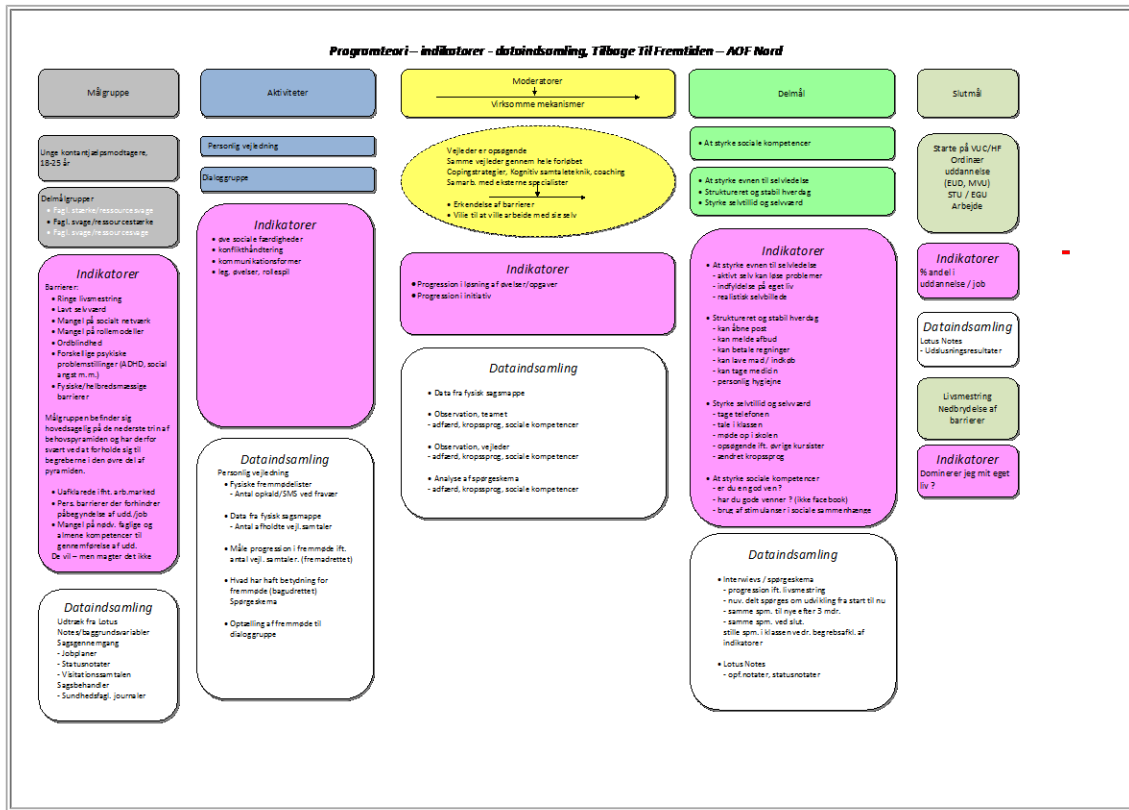 Programteori – indikatorer - dataindsamling, Tilbage Til Fremtiden – AOF Nord
Målgruppe
Unge kontantjælpsmodtagere,
18-25 år
Delmålgrupper
• Fagl. stærke/ressourcesvage
• Fagl. svage/ressourcestærke
• Fagl. svage/ressourcesvage
Indikatorer
Barrierer:
• Ringe livsmestring
• Lavt selvværd
• Mangel på socialt netværk
• Mangel på rollemodeller
• Ordblindhed
• Forskellige psykiske
problemstillinger (ADHD, social
angst m.m.)
• Fysiske/helbredsmæssige
barrierer
Målgruppen befinder sig
hovedsagelig på de nederste trin af
behovspyramiden og har derfor
svært ved at forholde sig til
begreberne i den øvre del af
pyramiden.
• Uafklarede ifht. arb.marked
• Pers. barrierer der forhindrer
påbegyndelse af udd./job
• Mangel på nødv. faglige og
almene kompetencer til
gennemførelse af udd.
De vil – men magter det ikke
Dataindsamling
Udtræk fra Lotus
Notes/baggrundsvariabler
Sagsgennemgang
- Jobplaner
- Statusnotater
- Visitationssamtalen
Sagsbehandler
- Sundhedsfagl. journaler
Aktiviteter
Personlig vejledning
Dialoggruppe
Indikatorer
• øve sociale færdigheder
• konflikthåndtering
• kommunikationsformer
• leg, øvelser, rollespil
Dataindsamling
Personlig vejledning
• Fysiske fremmødelister
- Antal opkald/SMS ved fravær
• Data fra fysisk sagsmappe
- Antal afholdte vejl.samtaler
• Måle progression i fremmøde ift.
antal vejl. samtaler. (fremadrettet)
• Hvad har haft betydning for
fremmøde (bagudrettet)
Spørgeskema
• Optælling af fremmøde til
dialoggruppe
Moderatorer
Virksomme mekanismer
Vejleder er opsøgende
Samme vejleder gennem hele forløbet
Copingstrategier, Kognitiv samtaleteknik, coaching
Samarb. med eksterne specialister
• Erkendelse af barrierer
• Vilje til at ville arbejde med sig selv
Indikatorer
• Progression i løsning af øvelser/opgaver
• Progression i initiativ
Dataindsamling
• Data fra fysisk sagsmappe
• Observation, teamet
- adfærd, kropssprog, sociale kompetencer
• Observation, vejleder
- adfærd, kropssprog, sociale kompetencer
• Analyse af spørgeskema
- adfærd, kropssprog, sociale kompetencer
Delmål
• At styrke sociale kompetencer
• At styrke evnen til selvledelse
• Struktureret og stabil hverdag
• Styrke selvtillid og selvværd
Indikatorer
• At styrke evnen til selvledelse
- aktivt selv kan løse problemer
- indflydelse på eget liv
- realistisk selvbillede
• Struktureret og stabil hverdag
- kan åbne post
- kan melde afbud
- kan betale regninger
- kan lave mad / indkøb
- kan tage medicin
- personlig hygiejne
• Styrke selvtillid og selvværd
- tage telefonen
- tale i klassen
- møde op i skolen
- opsøgende ift. øvrige kursister
- ændret kropssprog
• At styrke sociale kompetencer
- er du en god ven ?
- har du gode venner ? (ikke facebook)
- brug af stimulanser i sociale sammenhænge
Dataindsamling
• Interwievs / spørgeskema
- progression ift. livsmestring
- nuv. delt spørges om udvikling fra start til nu
- samme spm. til nye efter 3 mdr.
- samme spm. ved slut.
stille spm. i klassen vedr. begrebsafkl. af
indikatorer
• Lotus Notes
- opf.notater, statusnotater
Slutmål
Starte på VUC/HF
Ordinær
uddannelse
(EUD, MVU)
STU / EGU
Arbejde
Indikatorer
% andel i
uddannelse / job
Dataindsamling
Lotus Notes
- Udslusningsresultater
Livsmestring
Nedbrydelse af
barrierer
Indikatorer
Dominerer jeg mit eget
liv ?